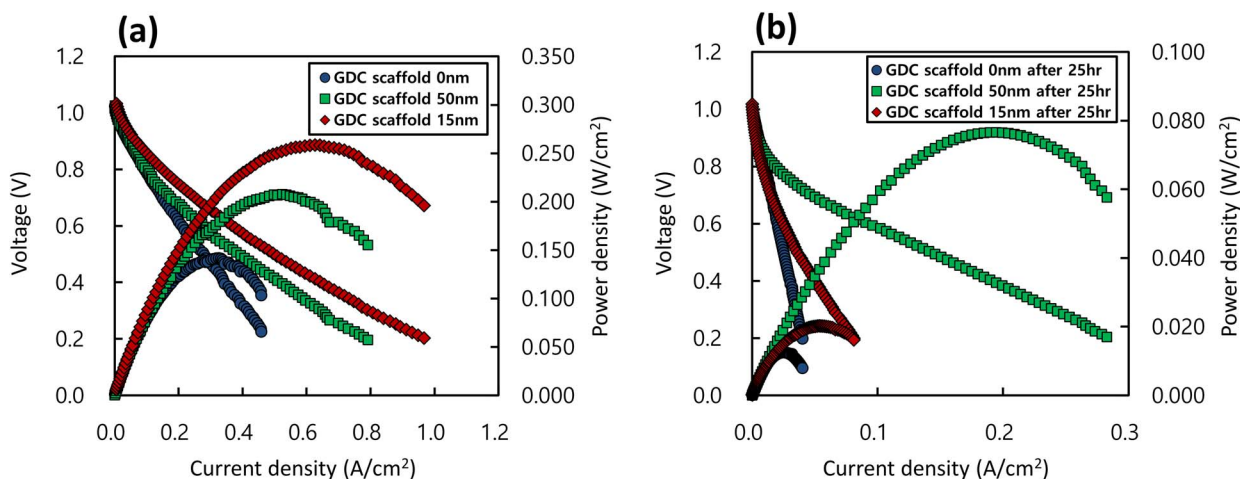 (a)
1.2
1.0
0.8
0.6
0.4
0.2
0.0
Voltage (V)
0.350
0.300
0.250
0.200
0.150
0.100
0.050
0.000
Power density (W/cm²)
GDC scaffold 0nm
GDC scaffold 50nm
GDC scaffold 15nm
0.0 0.2 0.4 0.6 0.8 1.0 1.2
Current density (A/cm²)
(b)
1.2
1.0
0.8
0.6
0.4
0.2
0.0
Voltage (V)
0.100
0.080
0.060
0.040
0.020
0.000
Power density (W/cm²)
GDC scaffold 0nm after 25hr
GDC scaffold 50nm after 25hr
GDC scaffold 15nm after 25hr
0.0 0.1 0.2 0.3
Current density (A/cm²)